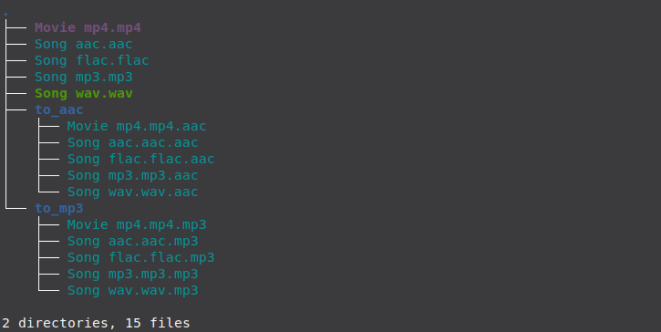 .
├── Movie mp4.mp4
├── Song aac.aac
├── Song flac.flac
├── Song mp3.mp3
├── Song wav.wav
├── to_aac
│   ├── Movie mp4.mp4.aac
│   ├── Song aac.aac.aac
│   ├── Song flac.flac.aac
│   ├── Song mp3.mp3.aac
│   └── Song wav.wav.aac
└── to_mp3
    ├── Movie mp4.mp4.mp3
    ├── Song aac.aac.mp3
    ├── Song flac.flac.mp3
    ├── Song mp3.mp3.mp3
    └── Song wav.wav.mp3

2 directories, 15 files